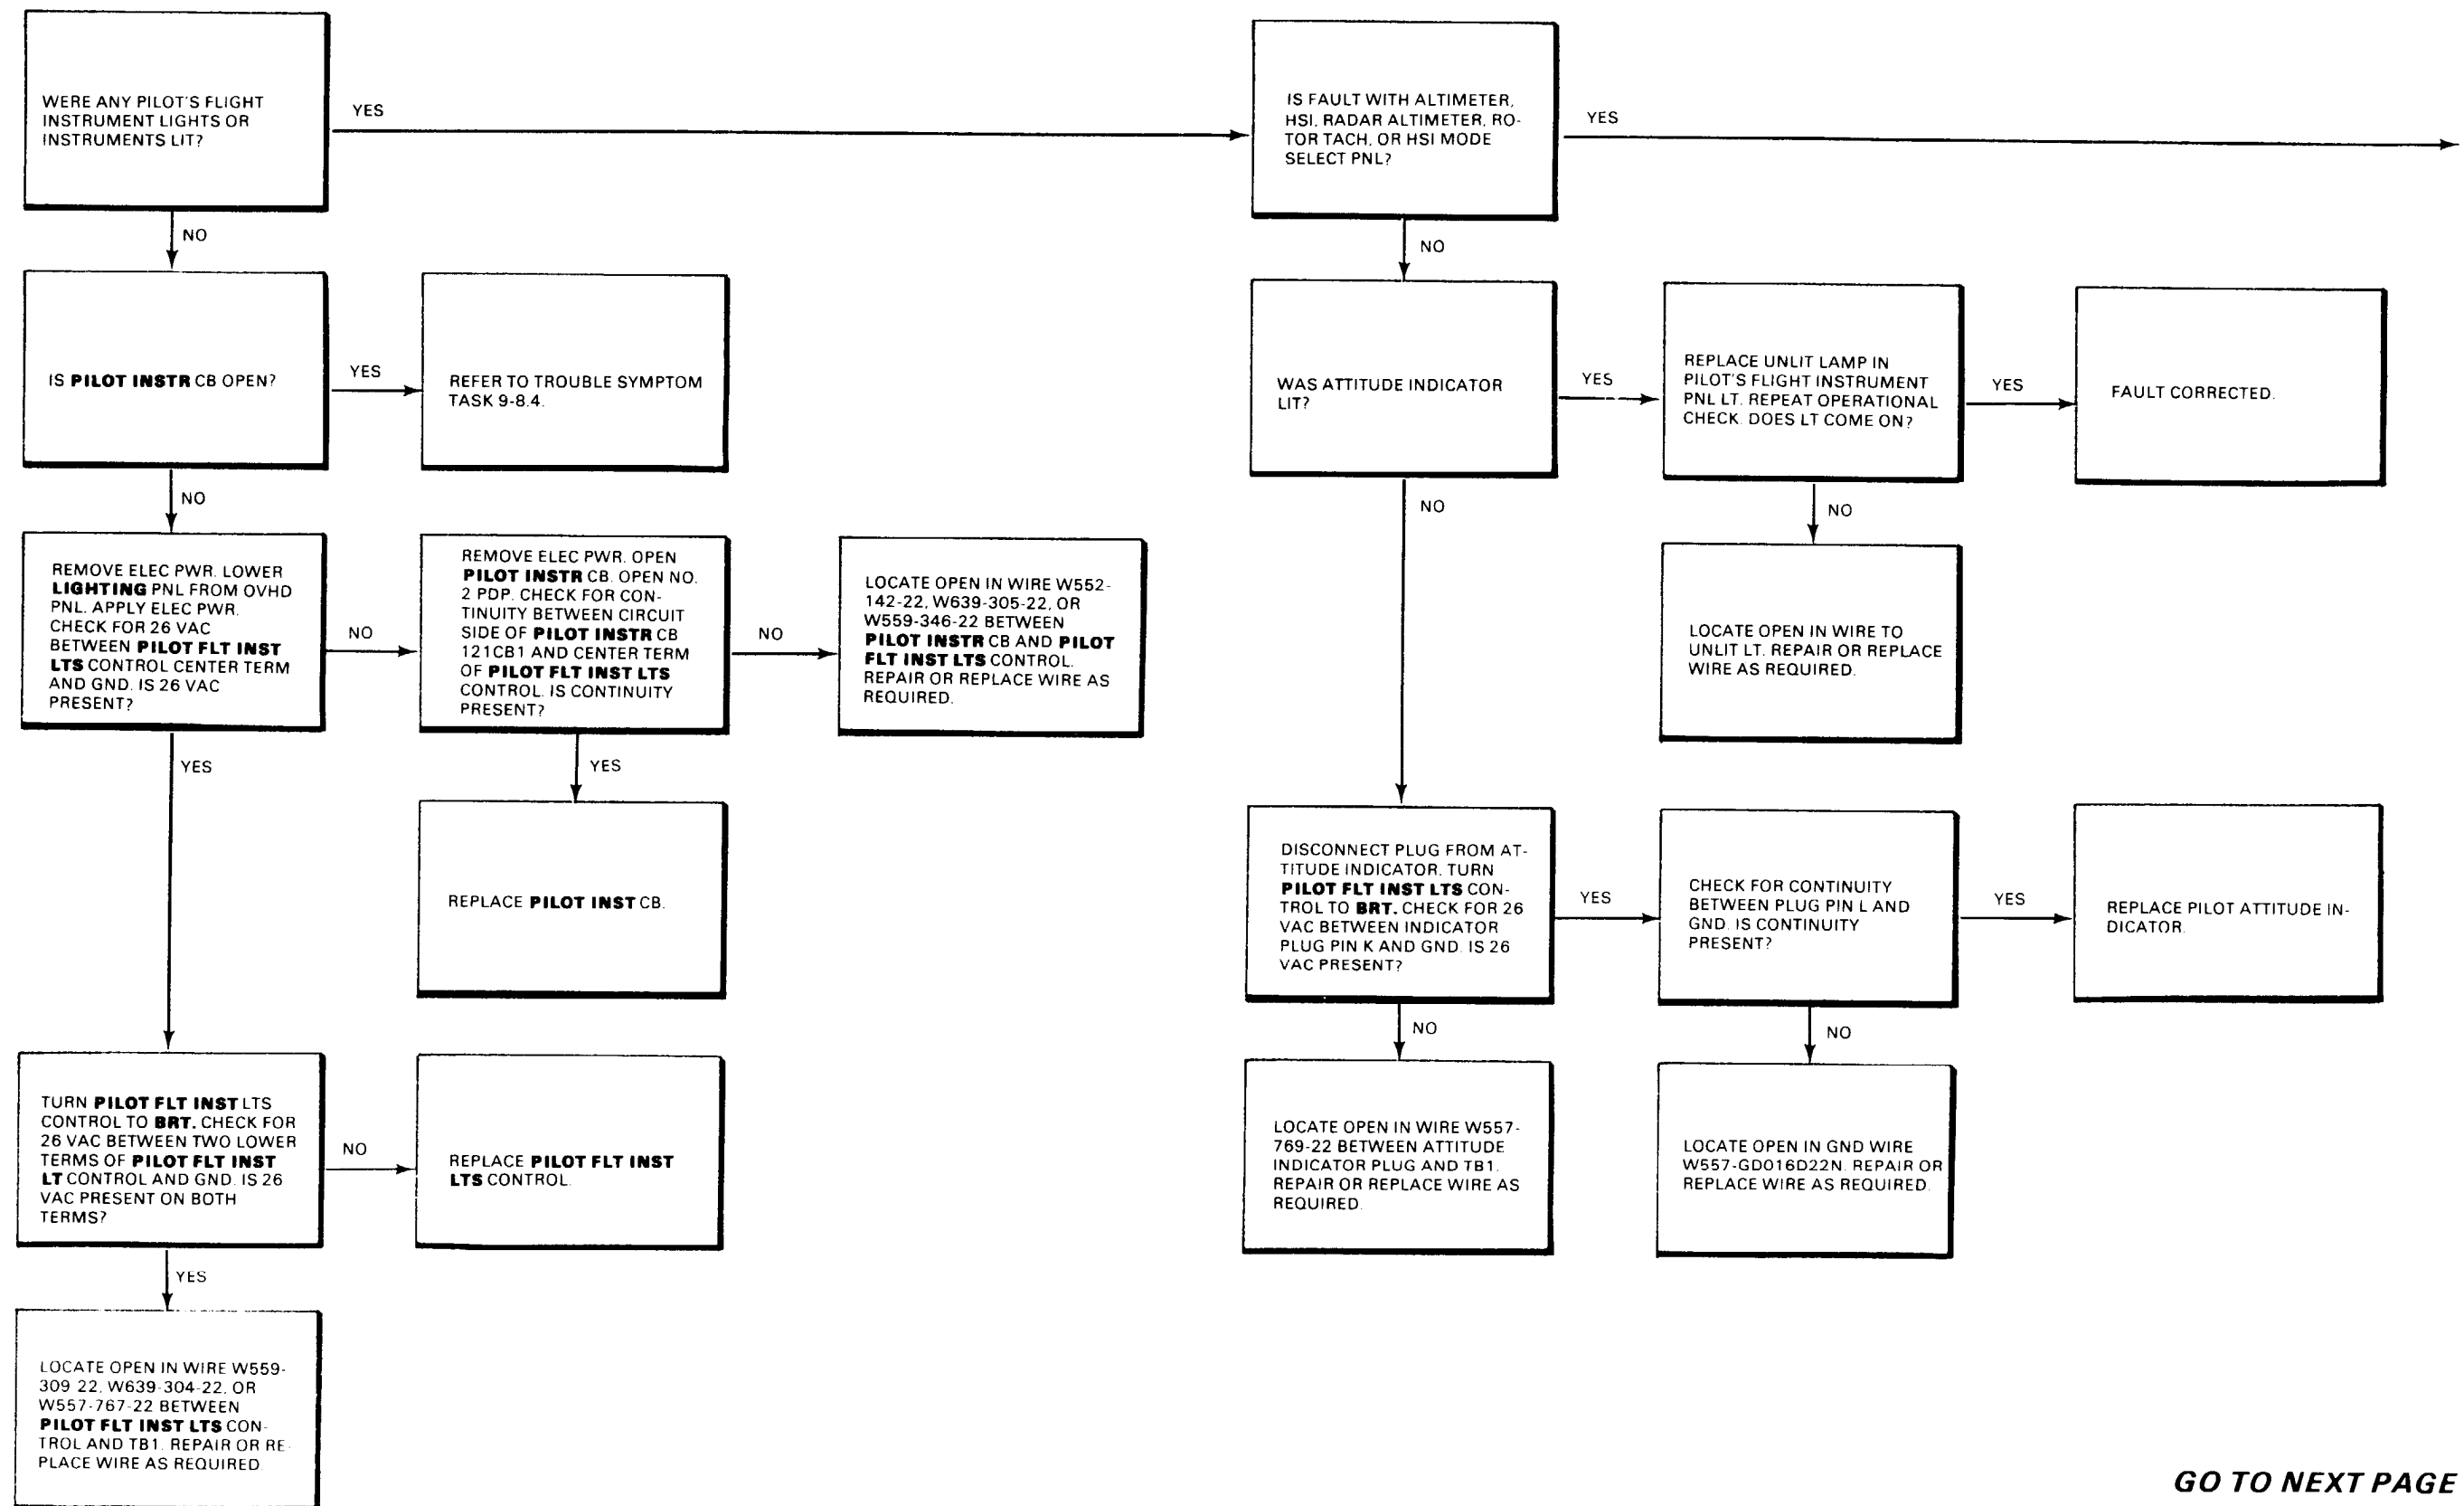 WERE ANY PILOT'S FLIGHT
INSTRUMENT LIGHTS OR
INSTRUMENTS LIT?
YES
IS FAULT WITH ALTIMETER,
HSI, RADAR ALTIMETER, RO-
TOR TACH, OR HSI MODE
SELECT PNL?
YES
NO
NO
IS PILOT INSTR CB OPEN?
YES
REFER TO TROUBLE SYMPTOM
TASK 9-8.4.
WAS ATTITUDE INDICATOR
LIT?
YES
REPLACE UNLIT LAMP IN
PILOT'S FLIGHT INSTRUMENT
PNL LT. REPEAT OPERATIONAL
CHECK. DOES LT COME ON?
YES
FAULT CORRECTED.
NO
NO
NO
REMOVE ELEC PWR. LOWER
LIGHTING PNL FROM OVHD
PNL. APPLY ELEC PWR.
CHECK FOR 26 VAC
BETWEEN PILOT FLT INST
LTS CONTROL CENTER TERM
AND GND. IS 26 VAC
PRESENT?
NO
REMOVE ELEC PWR. OPEN
PILOT INSTR CB. OPEN NO.
2 PDP. CHECK FOR CON-
TINUITY BETWEEN CIRCUIT
SIDE OF PILOT INSTR CB
121CB1 AND CENTER TERM
OF PILOT FLT INST LTS
CONTROL. IS CONTINUITY
PRESENT?
NO
LOCATE OPEN IN WIRE W552-
142-22, W639-305-22, OR
W559-346-22 BETWEEN
PILOT INSTR CB AND PILOT
FLT INST LTS CONTROL.
REPAIR OR REPLACE WIRE AS
REQUIRED.
LOCATE OPEN IN WIRE TO
UNLIT LT. REPAIR OR REPLACE
WIRE AS REQUIRED.
YES
YES
REPLACE PILOT INST CB.
DISCONNECT PLUG FROM AT-
TITUDE INDICATOR. TURN
PILOT FLT INST LTS CON-
TROL TO BRT. CHECK FOR 26
VAC BETWEEN INDICATOR
PLUG PIN K AND GND. IS 26
VAC PRESENT?
YES
CHECK FOR CONTINUITY
BETWEEN PLUG PIN L AND
GND. IS CONTINUITY
PRESENT?
YES
REPLACE PILOT ATTITUDE IN-
DICATOR.
NO
NO
TURN PILOT FLT INST LTS
CONTROL TO BRT. CHECK FOR
26 VAC BETWEEN TWO LOWER
TERMS OF PILOT FLT INST
LT CONTROL AND GND. IS 26
VAC PRESENT ON BOTH
TERMS?
NO
REPLACE PILOT FLT INST
LTS CONTROL.
LOCATE OPEN IN WIRE W557-
769-22 BETWEEN ATTITUDE
INDICATOR PLUG AND TB1.
REPAIR OR REPLACE WIRE AS
REQUIRED.
LOCATE OPEN IN GND WIRE
W557-GD016D22N. REPAIR OR
REPLACE WIRE AS REQUIRED.
YES
LOCATE OPEN IN WIRE W559-
309-22, W639-304-22, OR
W557-767-22 BETWEEN
PILOT FLT INST LTS CON-
TROL AND TB1. REPAIR OR RE-
PLACE WIRE AS REQUIRED.
GO TO NEXT PAGE